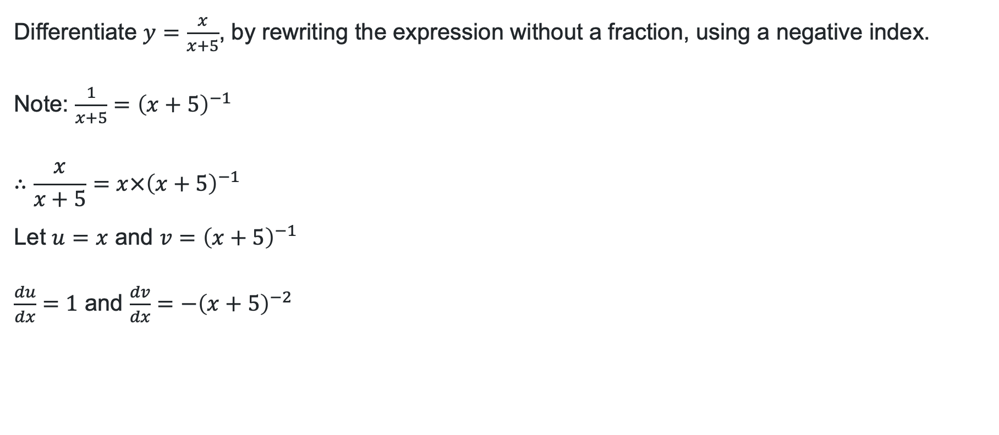 Differentiate y = x/(x+5), by rewriting the expression without a fraction, using a negative index.
Note: 1/(x+5) = (x + 5)⁻¹
∴ x/(x + 5) = x×(x + 5)⁻¹
Let u = x and v = (x + 5)⁻¹
du/dx = 1 and dv/dx = −(x + 5)⁻²